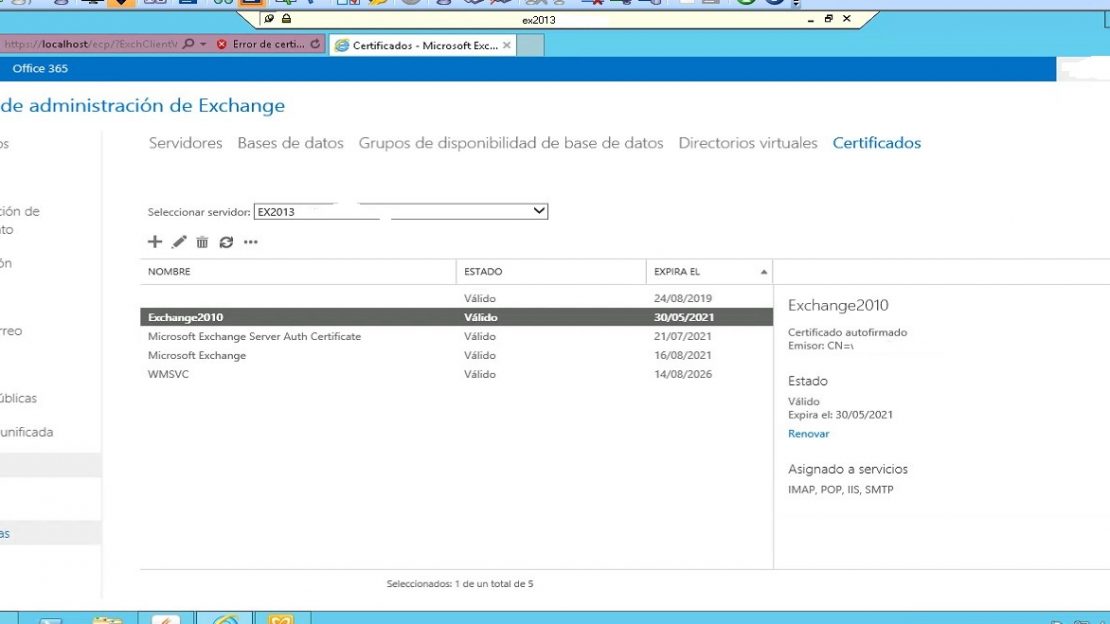 ex2013
https://localhost/ecp/?ExchClientV
Error de certi...
Certificados - Microsoft Exc...
Office 365
de administración de Exchange
Servidores Bases de datos Grupos de disponibilidad de base de datos Directorios virtuales Certificados
Seleccionar servidor: EX2013
NOMBRE ESTADO EXPIRA EL
Válido 24/08/2019
Exchange2010 Válido 30/05/2021
Microsoft Exchange Server Auth Certificate Válido 21/07/2021
Microsoft Exchange Válido 16/08/2021
WMSVC Válido 14/08/2026
Exchange2010
Certificado autofirmado
Emisor: CN=
Estado
Válido
Expira el: 30/05/2021
Renovar
Asignado a servicios
IMAP, POP, IIS, SMTP
os
ción de
to
ón
rreo
úblicas
unificada
as
Seleccionados: 1 de un total de 5